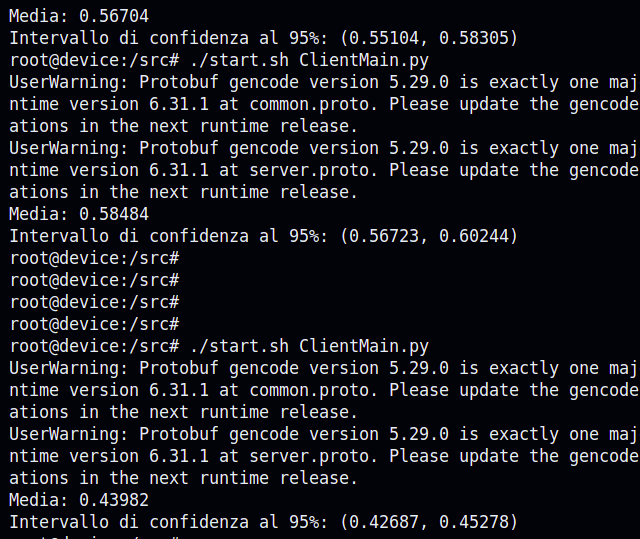 Media: 0.56704
Intervallo di confidenza al 95%: (0.55104, 0.58305)
root@device:/src# ./start.sh ClientMain.py
UserWarning: Protobuf gencode version 5.29.0 is exactly one maj
ntime version 6.31.1 at common.proto. Please update the gencode
ations in the next runtime release.
UserWarning: Protobuf gencode version 5.29.0 is exactly one maj
ntime version 6.31.1 at server.proto. Please update the gencode
ations in the next runtime release.
Media: 0.58484
Intervallo di confidenza al 95%: (0.56723, 0.60244)
root@device:/src#
root@device:/src#
root@device:/src#
root@device:/src#
root@device:/src# ./start.sh ClientMain.py
UserWarning: Protobuf gencode version 5.29.0 is exactly one maj
ntime version 6.31.1 at common.proto. Please update the gencode
ations in the next runtime release.
UserWarning: Protobuf gencode version 5.29.0 is exactly one maj
ntime version 6.31.1 at server.proto. Please update the gencode
ations in the next runtime release.
Media: 0.43982
Intervallo di confidenza al 95%: (0.42687, 0.45278)